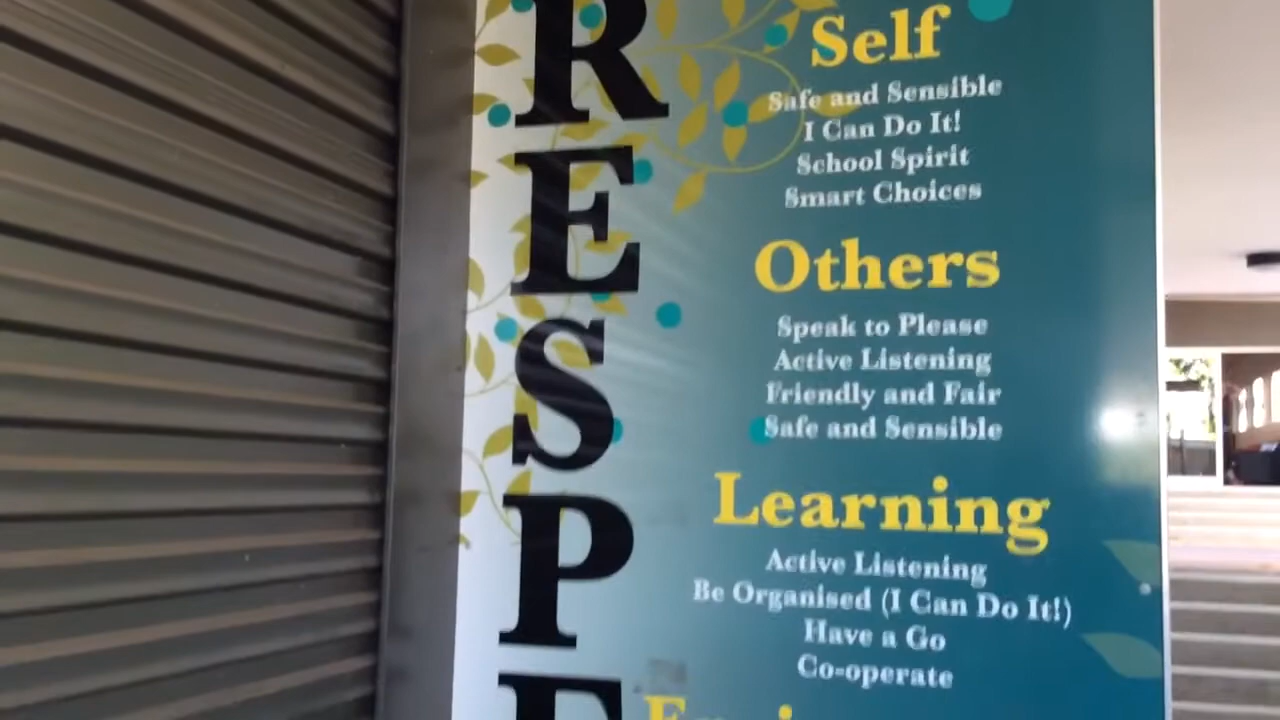 R
E
S
P
E
Self
Safe and Sensible
I Can Do It!
School Spirit
Smart Choices
Others
Speak to Please
Active Listening
Friendly and Fair
Safe and Sensible
Learning
Active Listening
Be Organised (I Can Do It!)
Have a Go
Co-operate